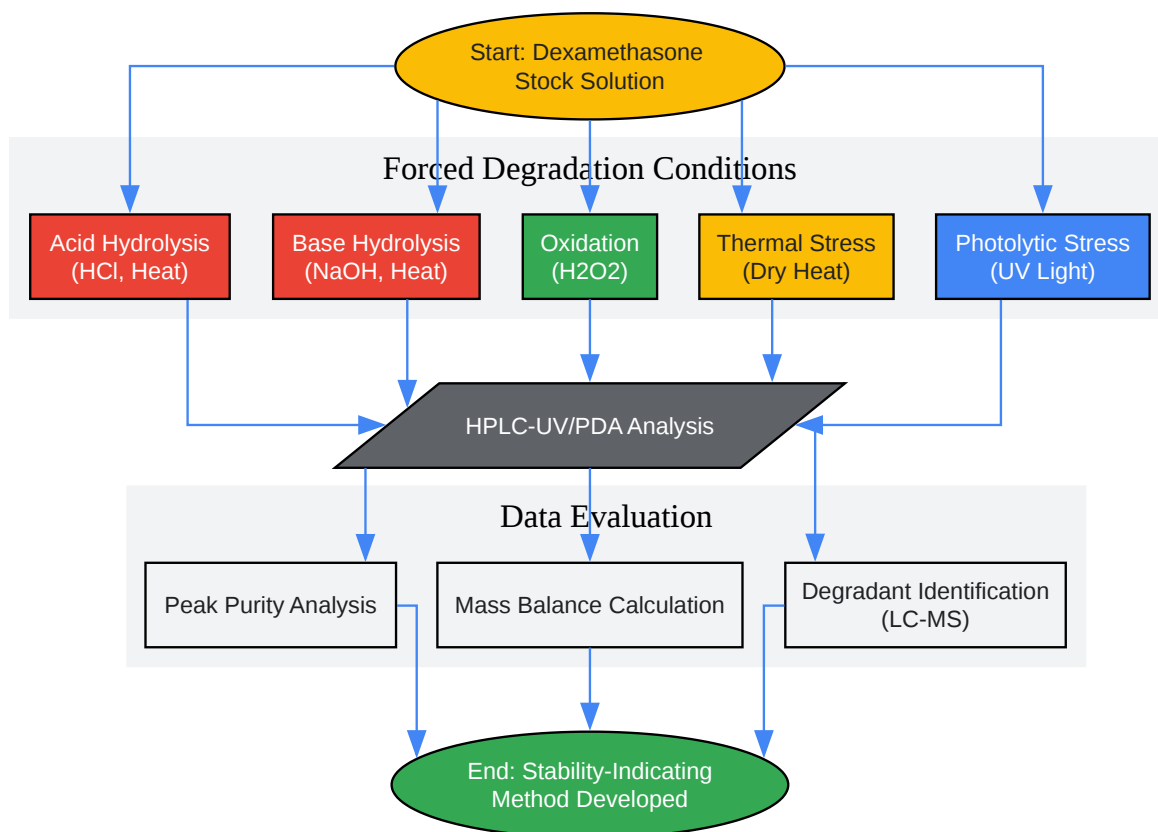 Start: Dexamethasone
Stock Solution
Forced Degradation Conditions
Acid Hydrolysis
(HCl, Heat)
Base Hydrolysis
(NaOH, Heat)
Oxidation
(H2O2)
Thermal Stress
(Dry Heat)
Photolytic Stress
(UV Light)
HPLC-UV/PDA Analysis
Data Evaluation
Peak Purity Analysis
Mass Balance Calculation
Degradant Identification
(LC-MS)
End: Stability-Indicating
Method Developed